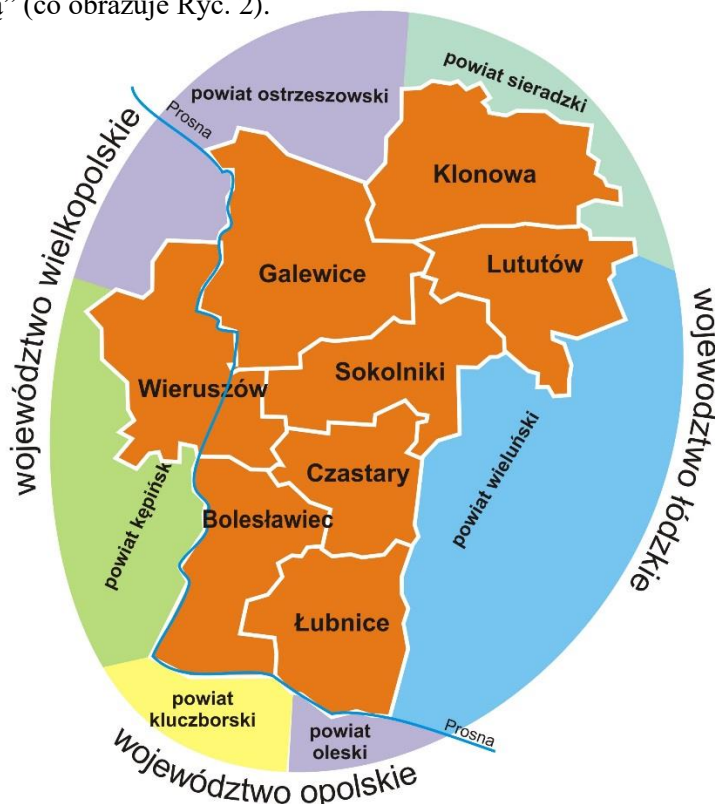 ą” (co obrazuje Ryc. 2).
powiat ostrzeszowski
powiat sieradzki
Prosna
województwo wielkopolskie
Klonowa
Galewice
Lututów
województwo łódzkie
Wieruszów
Sokolniki
powiat kępińsk
Czastary
powiat wieluński
Bolesławiec
Łubnice
powiat
kluczborski
powiat
oleski
Prosna
województwo opolskie